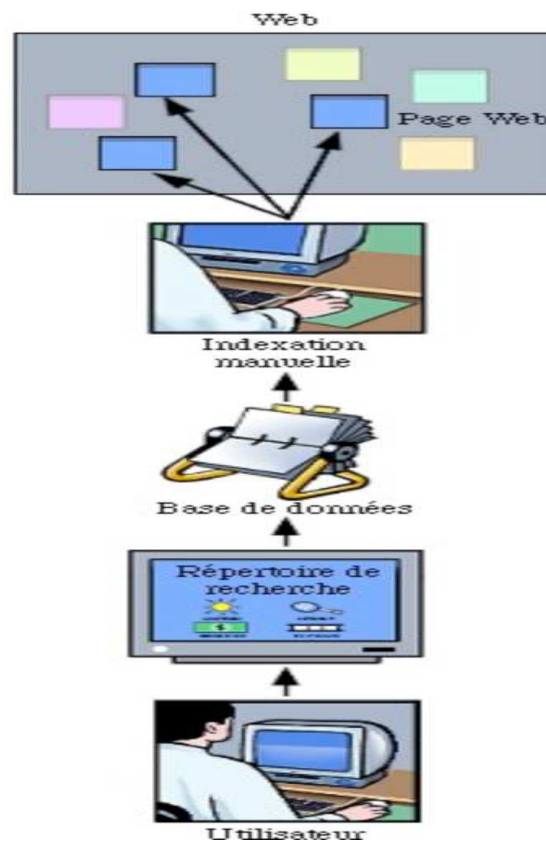 Web
Page Web
Indexation
manuelle
Base de données
Répertoire de
recherche
$
Utilisateur